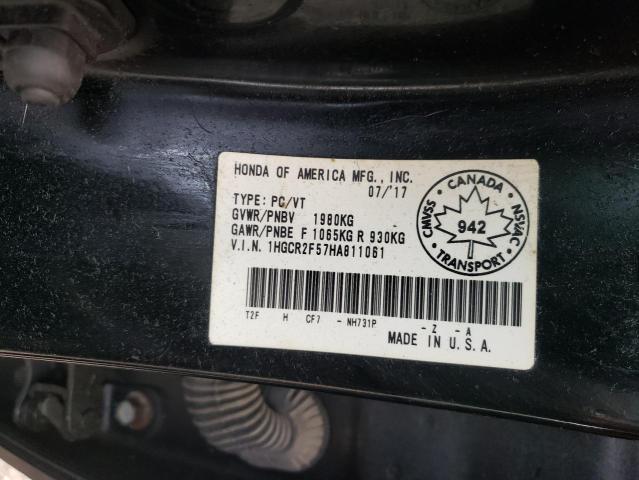 HONDA OF AMERICA MFG., INC.
07/'17
TYPE: PC/VT
GVWR/PNBV 1980KG
GAWR/PNBE F 1065KG R 930KG
V.I.N. 1HGCR2F57HA811061
CANADA
CMVSS
942
NSVAC
TRANSPORT
T2F H CF7 - NH731P - Z - A
MADE IN U.S.A.